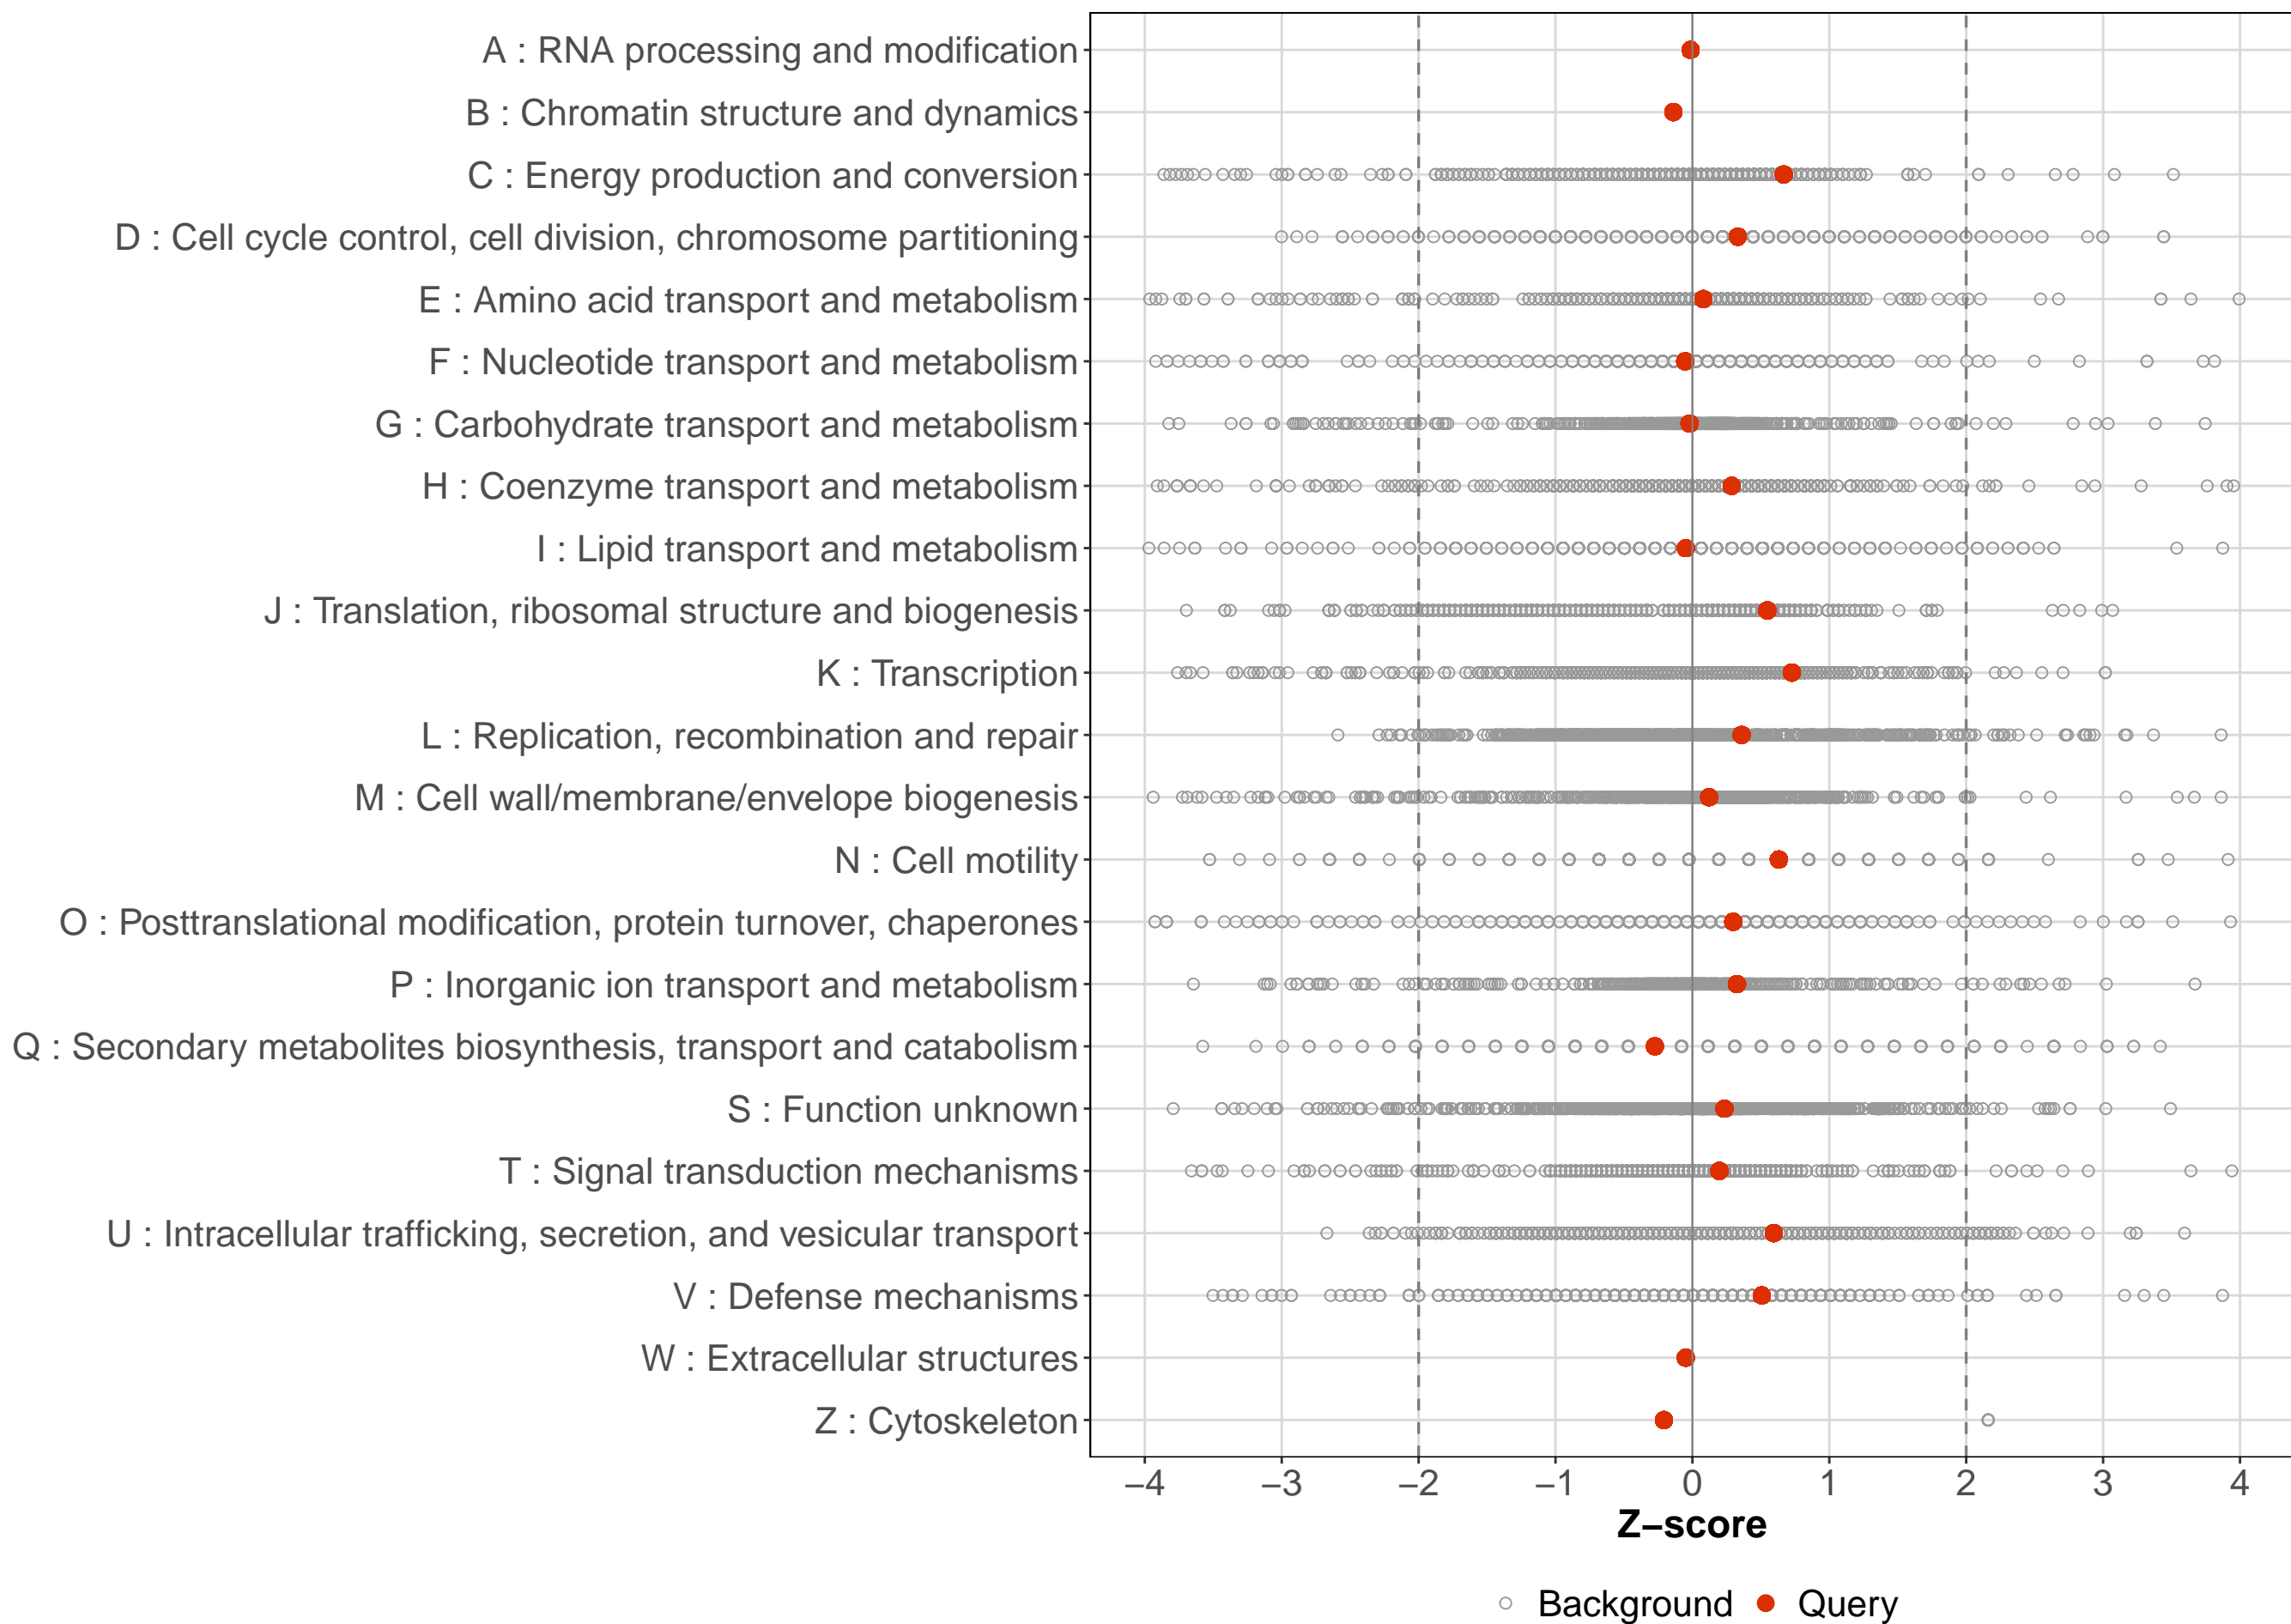 A : RNA processing and modification
B : Chromatin structure and dynamics
C : Energy production and conversion
D : Cell cycle control, cell division, chromosome partitioning
E : Amino acid transport and metabolism
F : Nucleotide transport and metabolism
G : Carbohydrate transport and metabolism
H : Coenzyme transport and metabolism
I : Lipid transport and metabolism
J : Translation, ribosomal structure and biogenesis
K : Transcription
L : Replication, recombination and repair
M : Cell wall/membrane/envelope biogenesis
N : Cell motility
O : Posttranslational modification, protein turnover, chaperones
P : Inorganic ion transport and metabolism
Q : Secondary metabolites biosynthesis, transport and catabolism
S : Function unknown
T : Signal transduction mechanisms
U : Intracellular trafficking, secretion, and vesicular transport
V : Defense mechanisms
W : Extracellular structures
Z : Cytoskeleton
−4 −3 −2 −1 0 1 2 3 4
Z−score
Background Query